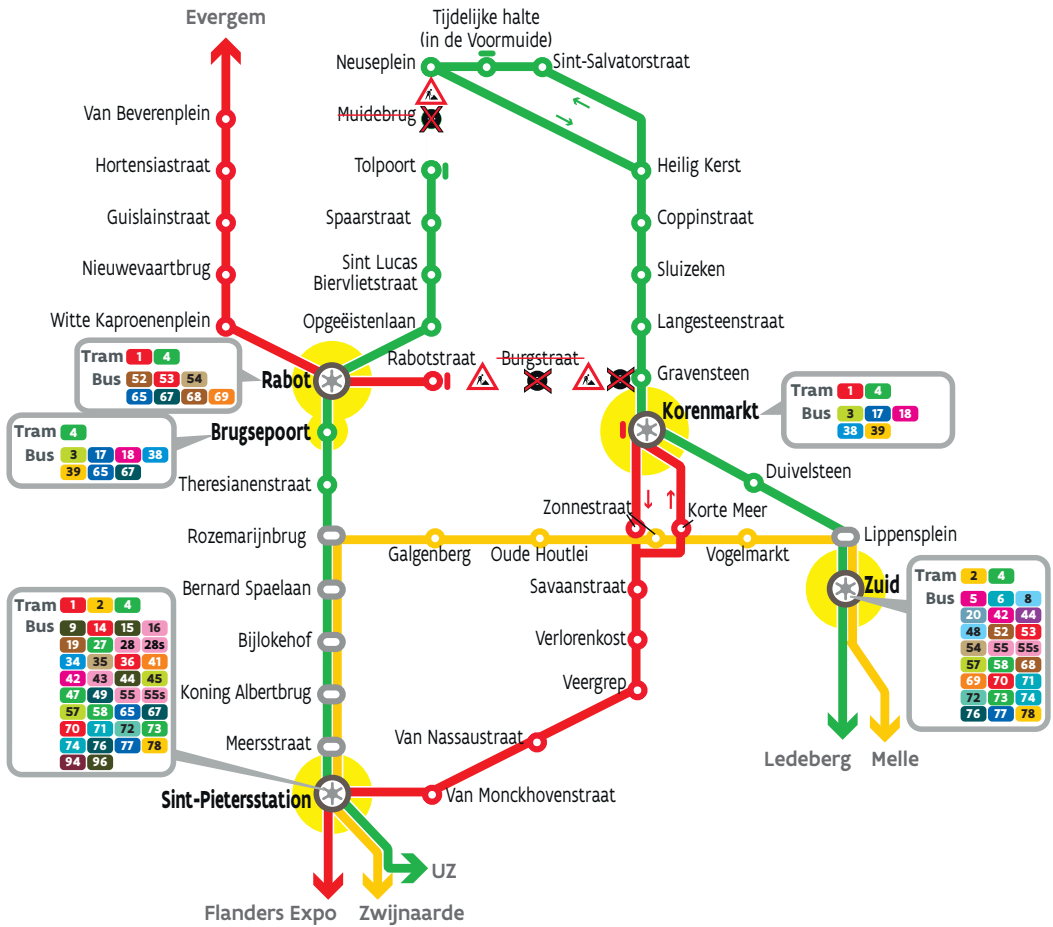 Evergem
Tijdelijke halte
(in de Voormuide)
Neuseplein
Sint-Salvatorstraat
Van Beverenplein
Muidebrug
Hortensiastraat
Tolpoort
Heilig Kerst
Guislainstraat
Spaarstraat
Coppinstraat
Nieuwevaartbrug
Sint Lucas
Biervlietstraat
Sluizeken
Witte Kaproenenplein
Opgeëistenlaan
Langesteenstraat
Tram 1 4
Bus 52 53 54
65 67 68 69
Rabot
Rabotstraat
Burgstraat
Gravensteen
Korenmarkt
Tram 1 4
Bus 3 17 18
38 39
Tram 4
Bus 3 17 18 38
39 65 67
Brugsepoort
Theresianenstraat
Duivelsteen
Zonnestraat
Korte Meer
Rozemarijnbrug
Galgenberg
Oude Houtlei
Vogelmarkt
Lippensplein
Bernard Spaelaan
Savaanstraat
Zuid
Tram 2 4
Bus 5 6 8
20 42 44
48 52 53
54 55 55s
57 58 68
69 70 71
72 73 74
76 77 78
Tram 1 2 4
Bus 9 14 15 16
19 27 28 28s
34 35 36 41
42 43 44 45
47 49 55 55s
57 58 65 67
70 71 72 73
74 76 77 78
94 96
Bijlokehof
Verlorenkost
Koning Albertbrug
Veergrep
Meersstraat
Van Nassaustraat
Ledeberg
Melle
Sint-Pietersstation
Van Monckhovenstraat
UZ
Flanders Expo
Zwijnaarde